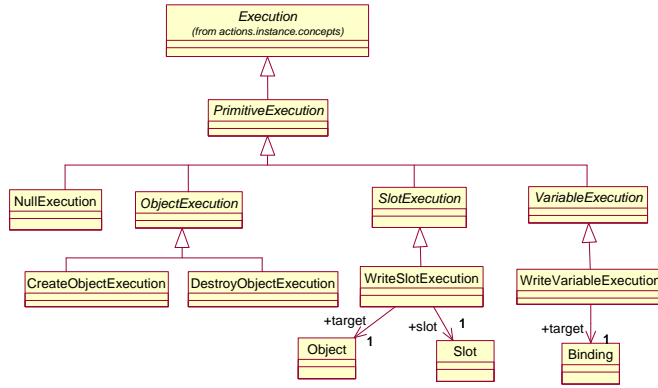 Execution
(from actions.instance.concepts)
PrimitiveExecution
NullExecution
ObjectExecution
SlotExecution
VariableExecution
CreateObjectExecution
DestroyObjectExecution
WriteSlotExecution
WriteVariableExecution
+target
1
+slot
1
+target
1
Object
Slot
Binding